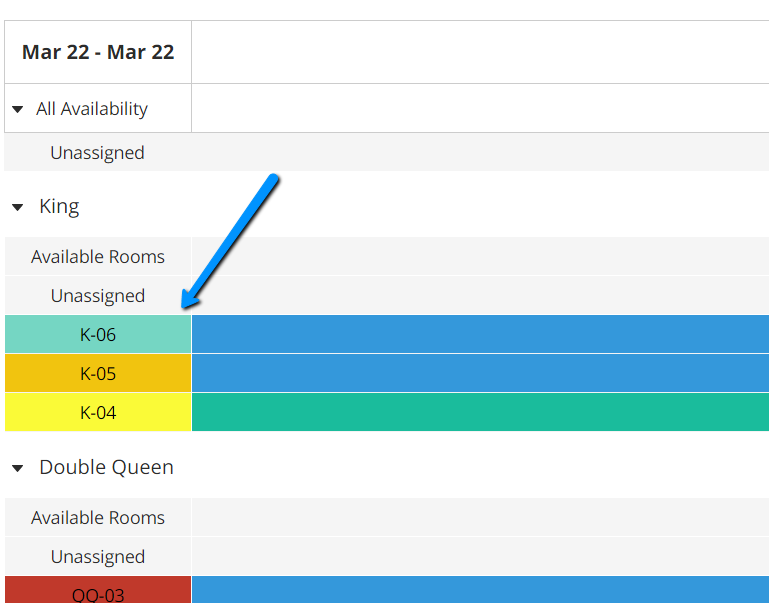 Mar 22 - Mar 22
All Availability
Unassigned
King
Available Rooms
Unassigned
K-06
K-05
K-04
Double Queen
Available Rooms
Unassigned
QQ-03